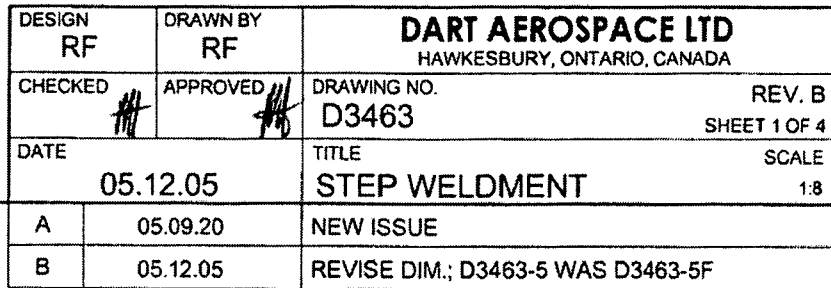 DESIGN
RF
DRAWN BY
RF
DART AEROSPACE LTD
HAWKESBURY, ONTARIO, CANADA
CHECKED
APPROVED
DRAWING NO.
D3463
REV. B
SHEET 1 OF 4
DATE
05.12.05
TITLE
STEP WELDMENT
SCALE
1:8
A 05.09.20 NEW ISSUE
B 05.12.05 REVISE DIM.; D3463-5 WAS D3463-5F